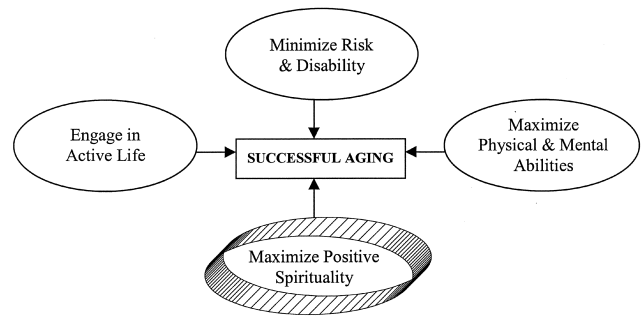 Minimize Risk
& Disability
Engage in
Active Life
SUCCESSFUL AGING
Maximize
Physical & Mental
Abilities
Maximize Positive
Spirituality